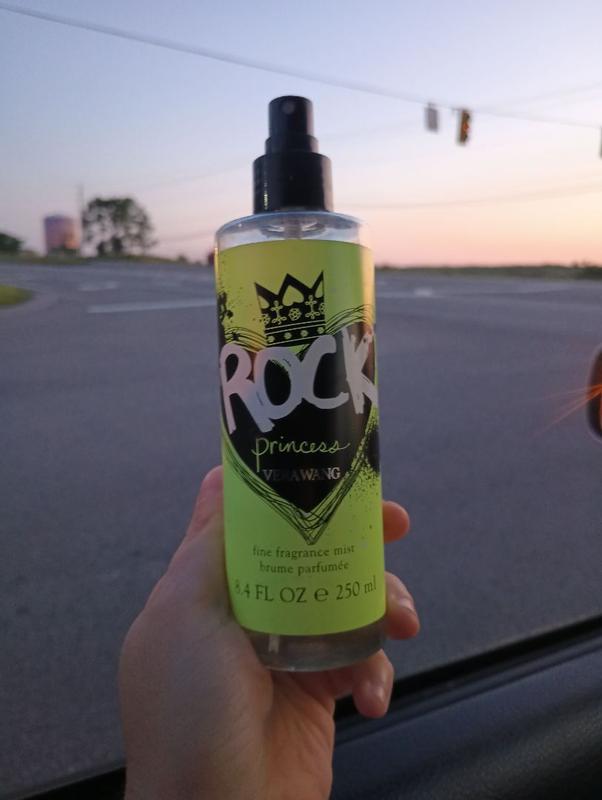 ROCK
princess
VERA WANG
fine fragrance mist
brume parfumée
8.4 FL OZ ℮ 250 ml